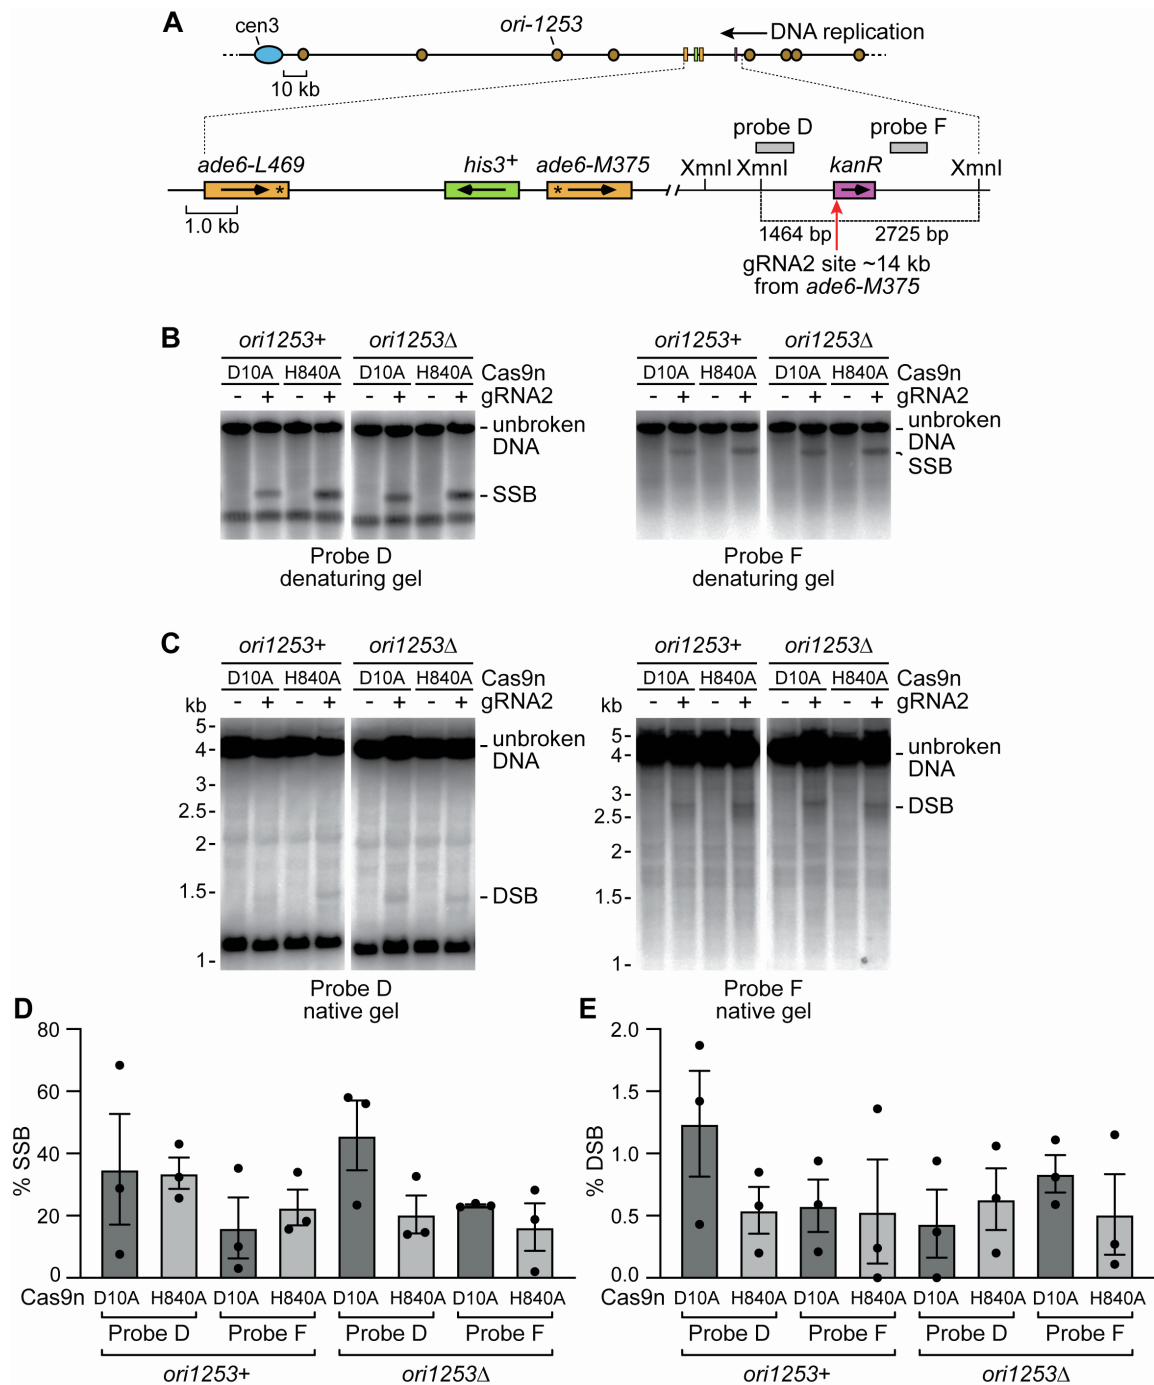 A
cen3
ori-1253
DNA replication
10 kb
probe D
probe F
ade6-L469
his3+
ade6-M375
XmnI
XmnI
kanR
XmnI
*
*
1.0 kb
1464 bp
2725 bp
gRNA2 site ~14 kb
from ade6-M375
B
ori1253+
ori1253Δ
D10A H840A D10A H840A Cas9n
- + - + - + - + gRNA2
unbroken
DNA
SSB
Probe D
denaturing gel
ori1253+
ori1253Δ
D10A H840A D10A H840A Cas9n
- + - + - + - + gRNA2
unbroken
DNA
SSB
Probe F
denaturing gel
C
ori1253+
ori1253Δ
D10A H840A D10A H840A Cas9n
kb - + - + - + - + gRNA2
5-
4-
3-
2.5-
2-
1.5-
1-
unbroken
DNA
DSB
Probe D
native gel
ori1253+
ori1253Δ
D10A H840A D10A H840A Cas9n
kb - + - + - + - + gRNA2
5-
4-
3-
2.5-
2-
1.5-
1-
unbroken
DNA
DSB
Probe F
native gel
D
% SSB
80
60
40
20
0
Cas9n D10A H840A D10A H840A D10A H840A D10A H840A
Probe D Probe F Probe D Probe F
ori1253+ ori1253Δ
E
% DSB
2.0
1.5
1.0
0.5
0.0
Cas9n D10A H840A D10A H840A D10A H840A D10A H840A
Probe D Probe F Probe D Probe F
ori1253+ ori1253Δ